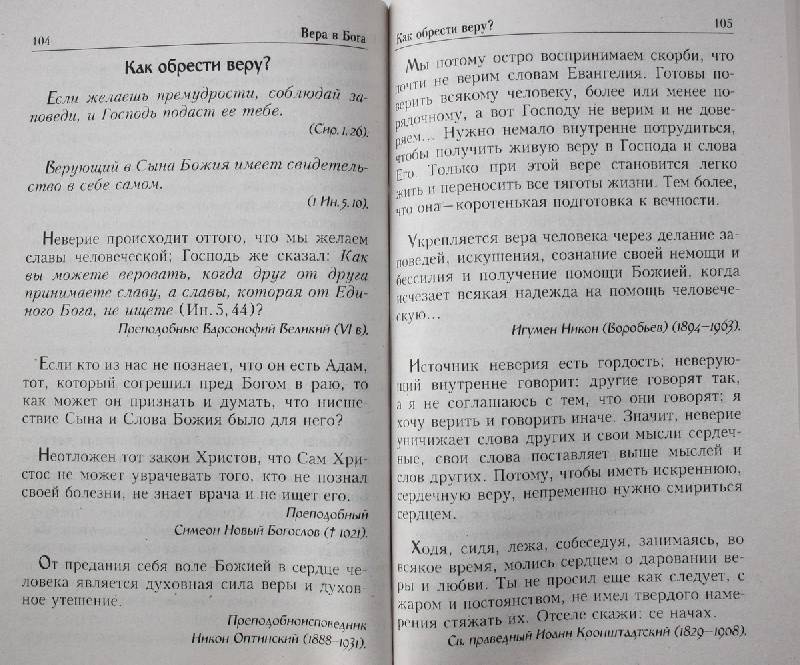 104 Вера в Бога
Как обрести веру?
Если желаешь премудрости, соблюдай за-
поведи, и Господь подаст ее тебе.
(Сир. 1, 26).
Верующий в Сына Божия имеет свидетель-
ство в себе самом.
(1 Ин. 5, 10).
Неверие происходит оттого, что мы желаем
славы человеческой; Господь же сказал: Как
вы можете веровать, когда друг от друга
принимаете славу, а славы, которая от Еди-
ного Бога, не ищете (Ин. 5, 44)?
Преподобные Варсонофий Великий (VI в).
Если кто из нас не познает, что он есть Адам,
тот, который согрешил пред Богом в раю, то
как может он признать и думать, что нисше-
ствие Сына и Слова Божия было для него?
Неотложен тот закон Христов, что Сам Хри-
стос не может уврачевать того, кто не познал
своей болезни, не знает врача и не ищет его.
Преподобный
Симеон Новый Богослов († 1021).
От предания себя воле Божией в сердце че-
ловека является духовная сила веры и духов-
ное утешение.
Преподобноисповедник
Никон Оптинский (1888–1931).
Как обрести веру? 105
Мы потому остро воспринимаем скорби, что
почти не верим словам Евангелия. Готовы по-
верить всякому человеку, более или менее по-
рядочному, а вот Господу не верим и не дове-
ряем... Нужно немало внутренне потрудиться,
чтобы получить живую веру в Господа и слова
Его. Только при этой вере становится легко
жить и переносить все тяготы жизни. Тем более,
что она — коротенькая подготовка к вечности.
Укрепляется вера человека через делание за-
поведей, искушения, сознание своей немощи и
бессилия и получение помощи Божией, когда
исчезает всякая надежда на помощь человече-
скую...
Игумен Никон (Воробьев) (1894–1963).
Источник неверия есть гордость; неверую-
щий внутренне говорит: другие говорят так,
а я не соглашаюсь с тем, что они говорят; я
хочу верить и говорить иначе. Значит, неверие
уничижает слова других и свои мысли сердеч-
ные, свои слова поставляет выше мыслей и
слов других. Потому, чтобы иметь искреннюю,
сердечную веру, непременно нужно смириться
сердцем.
Ходя, сидя, лежа, собеседуя, занимаясь, во
всякое время, молись сердцем о даровании ве-
ры и любви. Ты не просил еще как следует, с
жаром и постоянством, не имел твердого наме-
рения стяжать их. Отселе скажи: се начах.
Св. праведный Иоанн Кронштадтский (1829–1908).